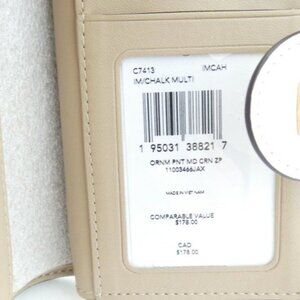 C7413 IMCAH
IM/CHALK MULTI
1 95031 38821 7
ORNM PNT MD CRN ZP
11003466JAX
MADE IN VIET NAM
COMPARABLE VALUE
$178.00
CAD
$178.00